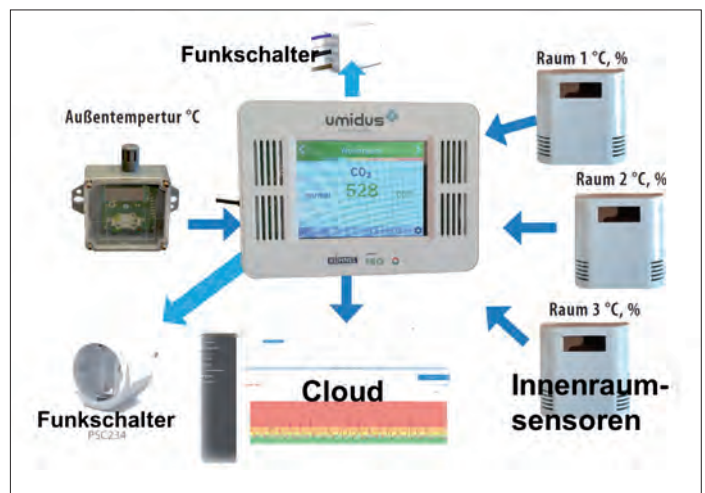 Funkschalter
Raum 1 °C, %
Außentempertur °C
umidus
CO₂
528
Raum 2 °C, %
Raum 3 °C, %
Cloud
Innenraum-
sensoren
Funkschalter
PSC234